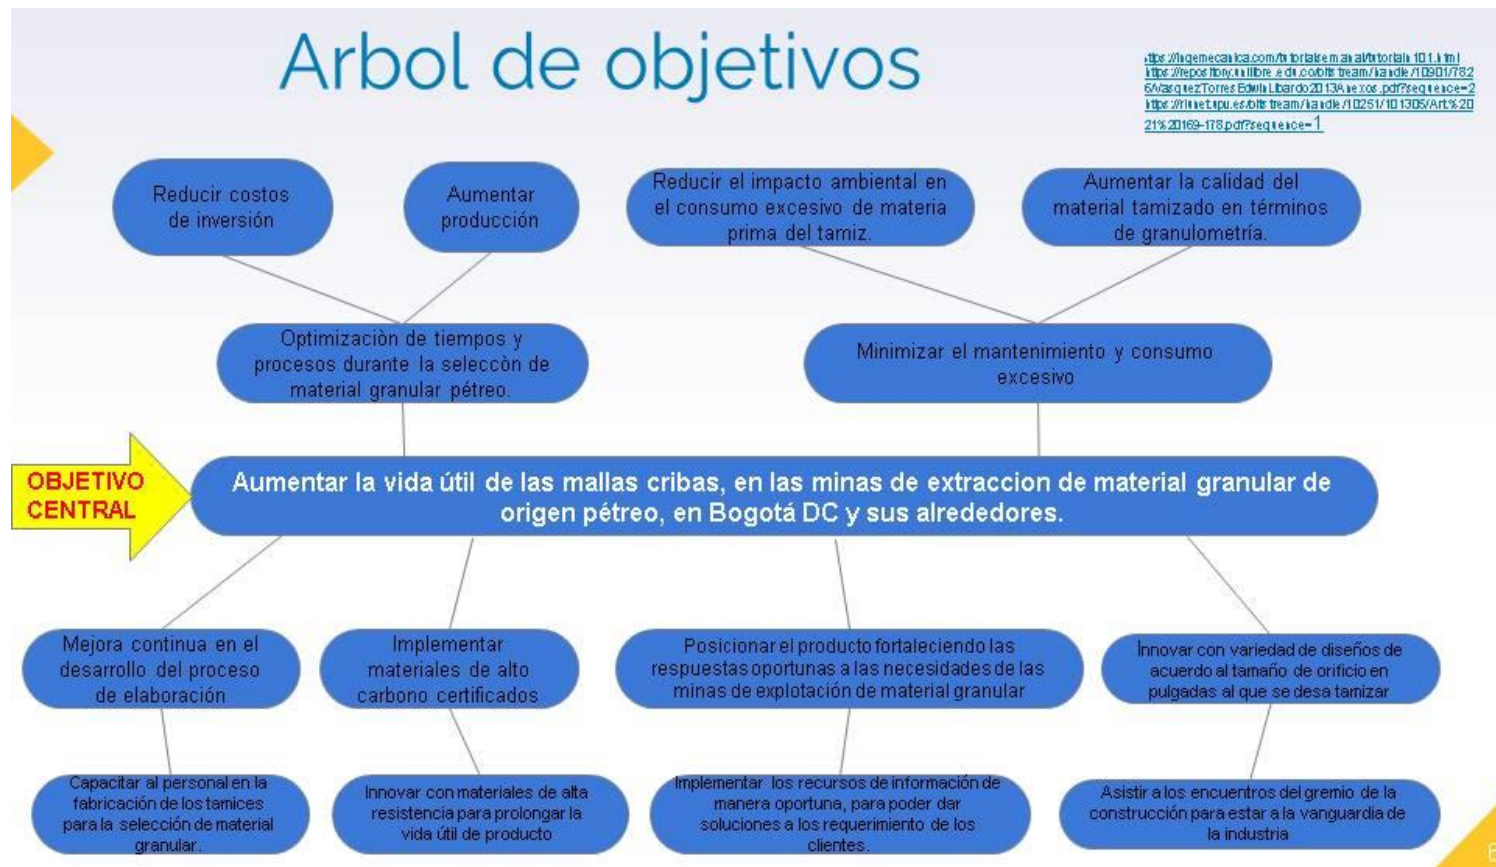 Arbol de objetivos
21%20169-178.pdf?sequence=1
Reducir costos
de inversión
Aumentar
producción
Reducir el impacto ambiental en
el consumo excesivo de materia
prima del tamiz.
Aumentar la calidad del
material tamizado en términos
de granulometría.
Optimizaciòn de tiempos y
procesos durante la selecciòn de
material granular pétreo.
Minimizar el mantenimiento y consumo
excesivo
OBJETIVO
CENTRAL
Aumentar la vida útil de las mallas cribas, en las minas de extraccion de material granular de
origen pétreo, en Bogotá DC y sus alrededores.
Mejora continua en el
desarrollo del proceso
de elaboración
Implementar
materiales de alto
carbono certificados
Posicionar el producto fortaleciendo las
respuestas oportunas a las necesidades de las
minas de explotación de material granular
Innovar con variedad de diseños de
acuerdo al tamaño de orificio en
pulgadas al que se desa tamizar
Capacitar al personal en la
fabricación de los tamices
para la selección de material
granular.
Innovar con materiales de alta
resistencia para prolongar la
vida útil de producto
Implementar los recursos de información de
manera oportuna, para poder dar
soluciones a los requerimiento de los
clientes.
Asistir a los encuentros del gremio de la
construcción para estar a la vanguardia de
la industria
6